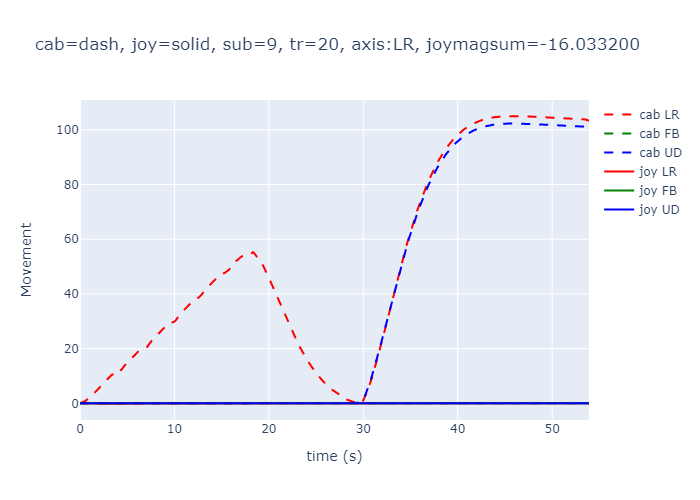 cab=dash, joy=solid, sub=9, tr=20, axis:LR, joymagsum=-16.033200
100
80
60
40
20
0
Movement
0 10 20 30 40 50
time (s)
cab LR
cab FB
cab UD
joy LR
joy FB
joy UD